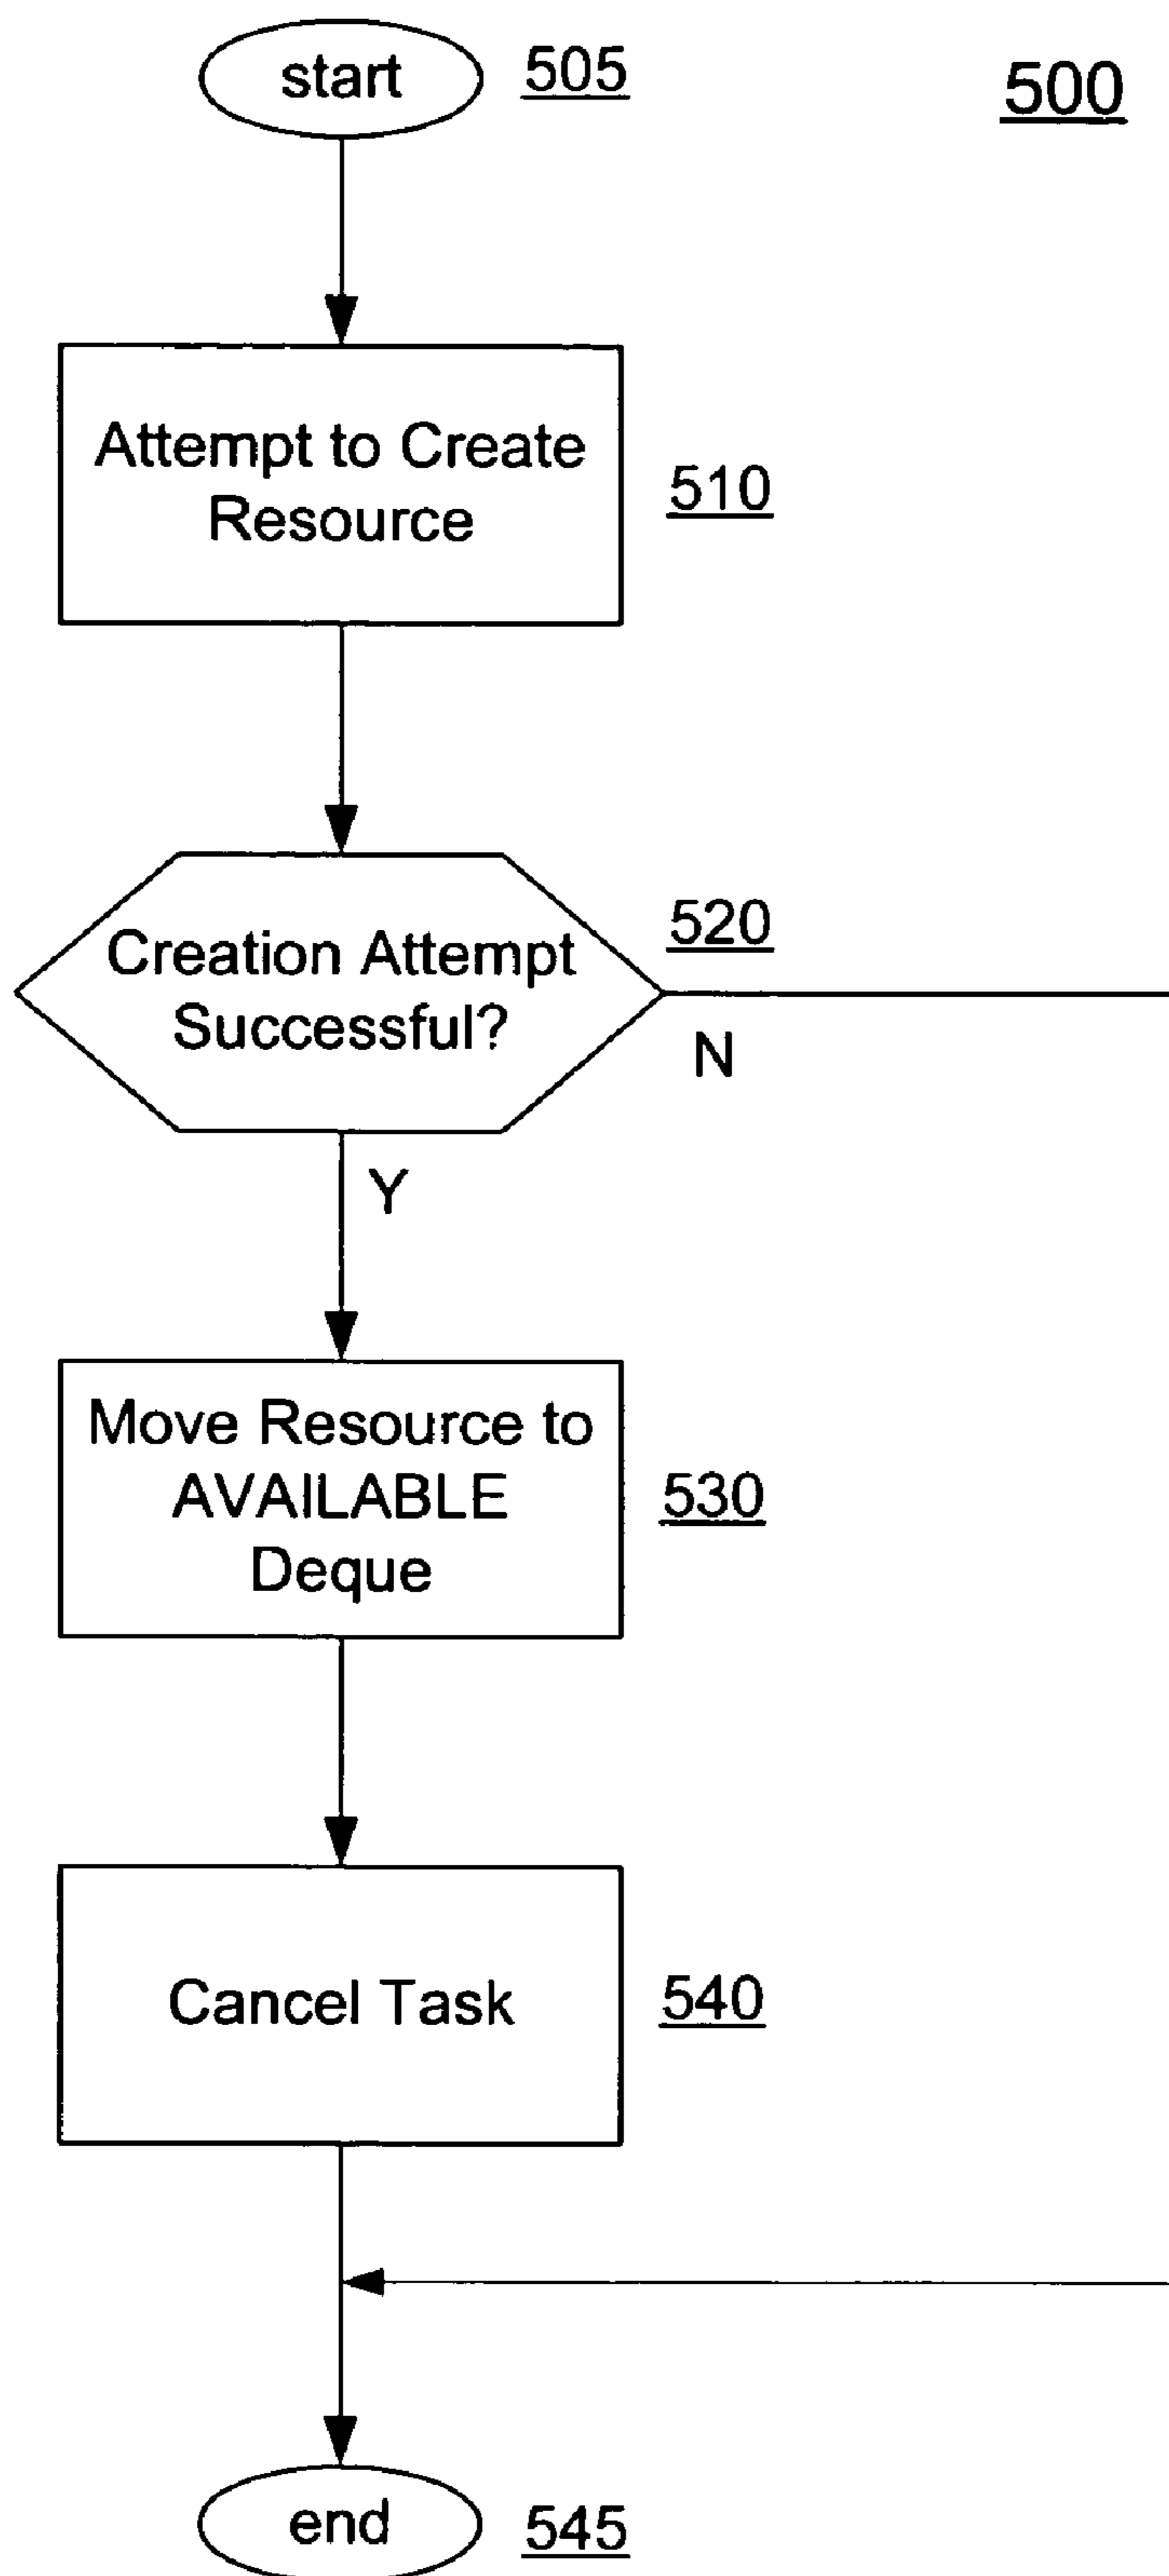 start
505
500
Attempt to Create
Resource
510
Creation Attempt
Successful?
520
N
Y
Move Resource to
AVAILABLE
Deque
530
Cancel Task
540
end
545